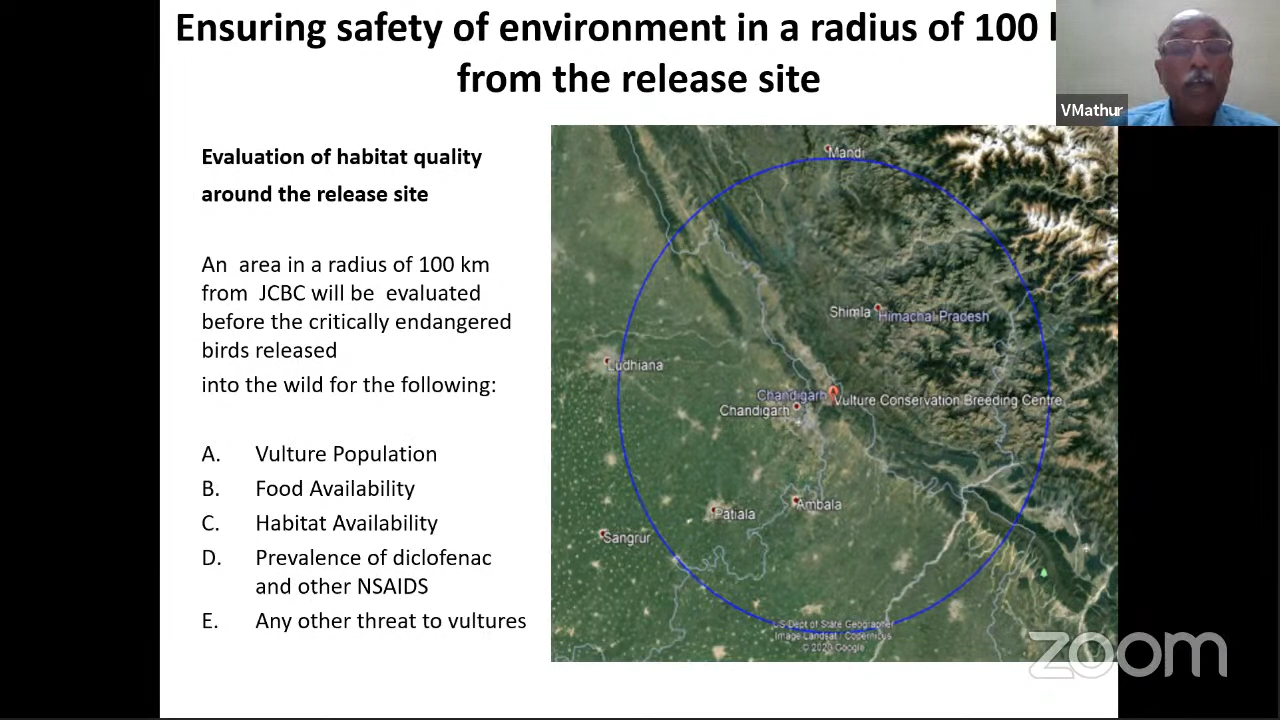 Ensuring safety of environment in a radius of 100
from the release site
VMathur
Evaluation of habitat quality
around the release site
An area in a radius of 100 km
from JCBC will be evaluated
before the critically endangered
birds released
into the wild for the following:
A. Vulture Population
B. Food Availability
C. Habitat Availability
D. Prevalence of diclofenac
and other NSAIDS
E. Any other threat to vultures
Mandi
Shimla
Himachal Pradesh
Ludhiana
Chandigarh
Vulture Conservation Breeding Centre
Chandigarh
Ambala
Patiala
Sangrur
US Dept of State Geographer
Image Landsat / Copernicus
© 2020 Google
zoom